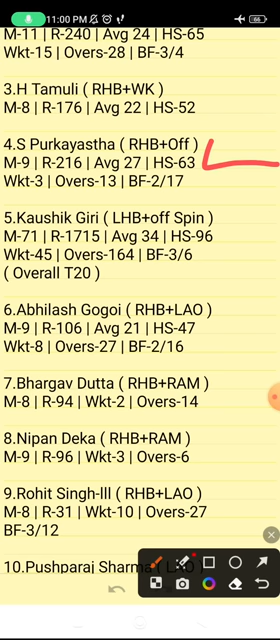 11:00 PM
66
M-11 | R-240 | Avg 24 | HS-65
Wkt-15 | Overs-28 | BF-3/4
3.H Tamuli ( RHB+WK )
M-8 | R-176 | Avg 22 | HS-52
4.S Purkayastha ( RHB+Off )
M-9 | R-216 | Avg 27 | HS-63
Wkt-3 | Overs-13 | BF-2/17
5.Kaushik Giri ( LHB+off Spin )
M-71 | R-1715 | Avg 34 | HS-96
Wkt-45 | Overs-164 | BF-3/6
( Overall T20 )
6.Abhilash Gogoi ( RHB+LAO )
M-9 | R-106 | Avg 21 | HS-47
Wkt-8 | Overs-27 | BF-2/16
7.Bhargav Dutta ( RHB+RAM )
M-8 | R-94 | Wkt-2 | Overs-14
8.Nipan Deka ( RHB+RAM )
M-9 | R-96 | Wkt-3 | Overs-6
9.Rohit Singh-lll ( RHB+LAO )
M-8 | R-31 | Wkt-10 | Overs-27
BF-3/12
10.Pushparaj Sharma ( LAO )